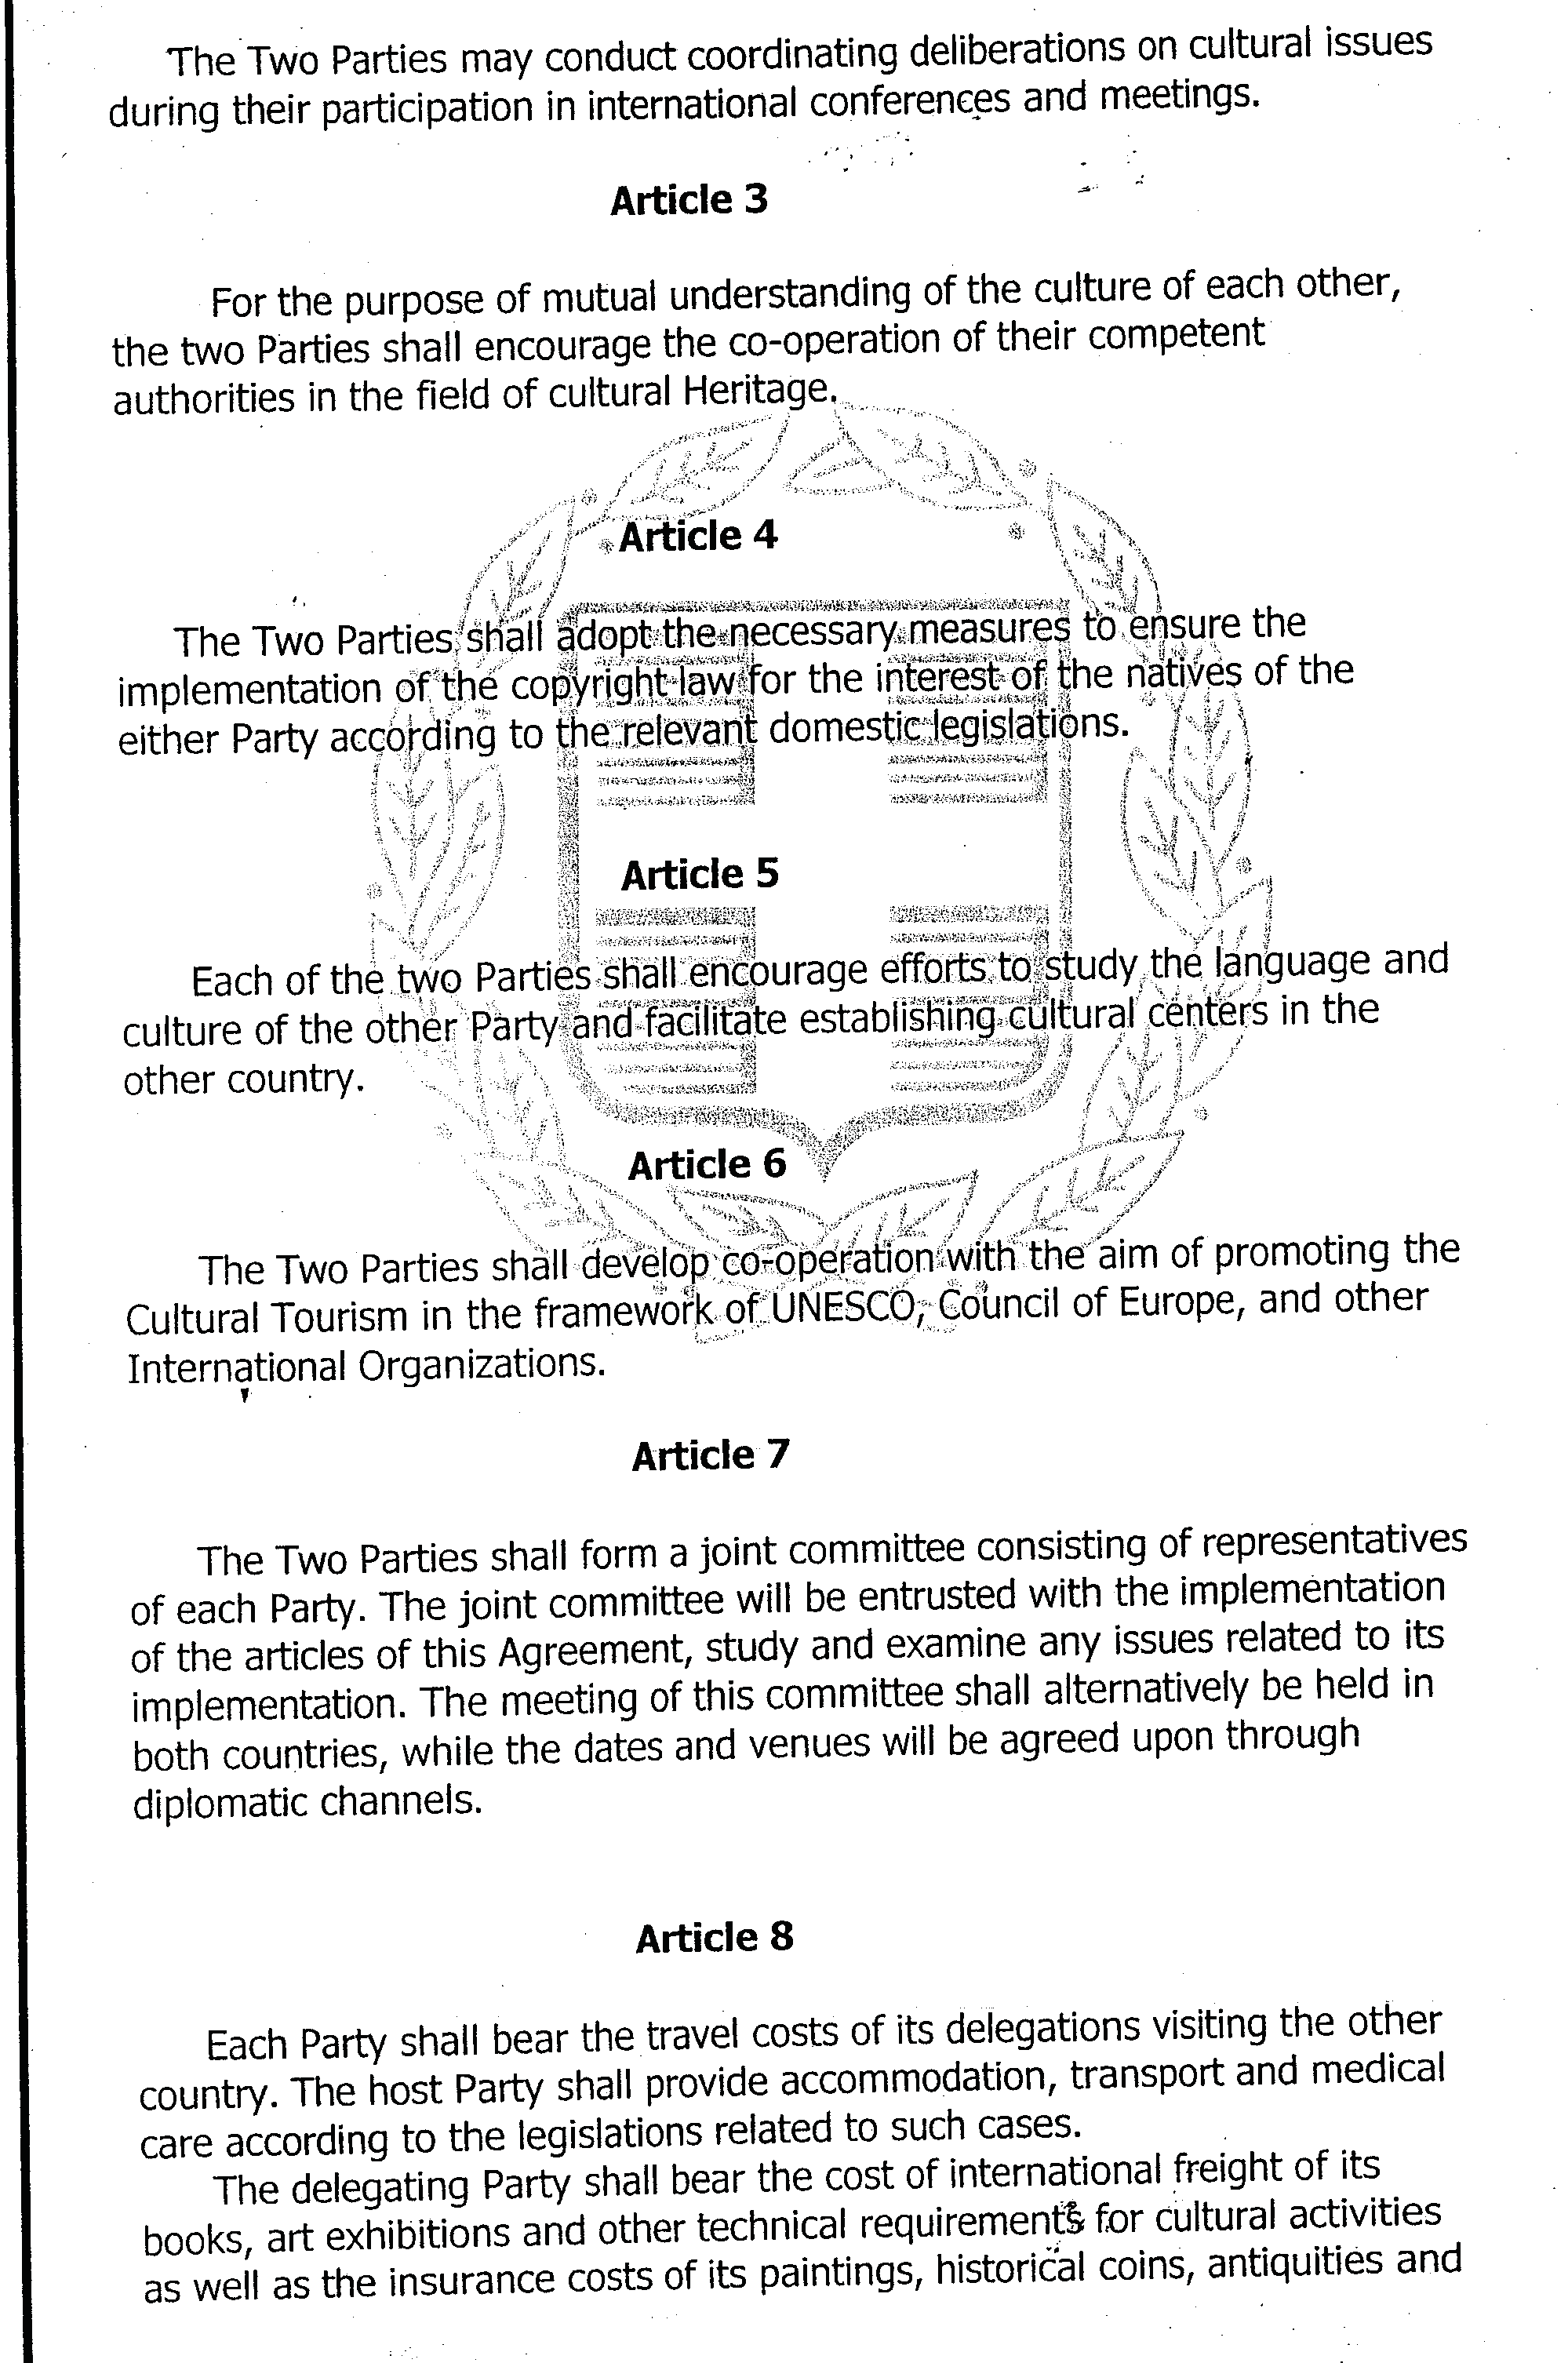 The Two Parties may conduct coordinating deliberations on cultural issues
during their participation in international conferences and meetings.
Article 3
For the purpose of mutual understanding of the culture of each other,
the two Parties shall encourage the co-operation of their competent
authorities in the field of cultural Heritage.
Article 4
The Two Parties shall adopt the necessary measures to ensure the
implementation of the copyright law for the interest of the natives of the
either Party according to the relevant domestic legislations.
Article 5
Each of the two Parties shall encourage efforts to study the language and
culture of the other Party and facilitate establishing cultural centers in the
other country.
Article 6
The Two Parties shall develop co-operation with the aim of promoting the
Cultural Tourism in the framework of UNESCO, Council of Europe, and other
International Organizations.
Article 7
The Two Parties shall form a joint committee consisting of representatives
of each Party. The joint committee will be entrusted with the implementation
of the articles of this Agreement, study and examine any issues related to its
implementation. The meeting of this committee shall alternatively be held in
both countries, while the dates and venues will be agreed upon through
diplomatic channels.
Article 8
Each Party shall bear the travel costs of its delegations visiting the other
country. The host Party shall provide accommodation, transport and medical
care according to the legislations related to such cases.
The delegating Party shall bear the cost of international freight of its
books, art exhibitions and other technical requirements for cultural activities
as well as the insurance costs of its paintings, historical coins, antiquities and